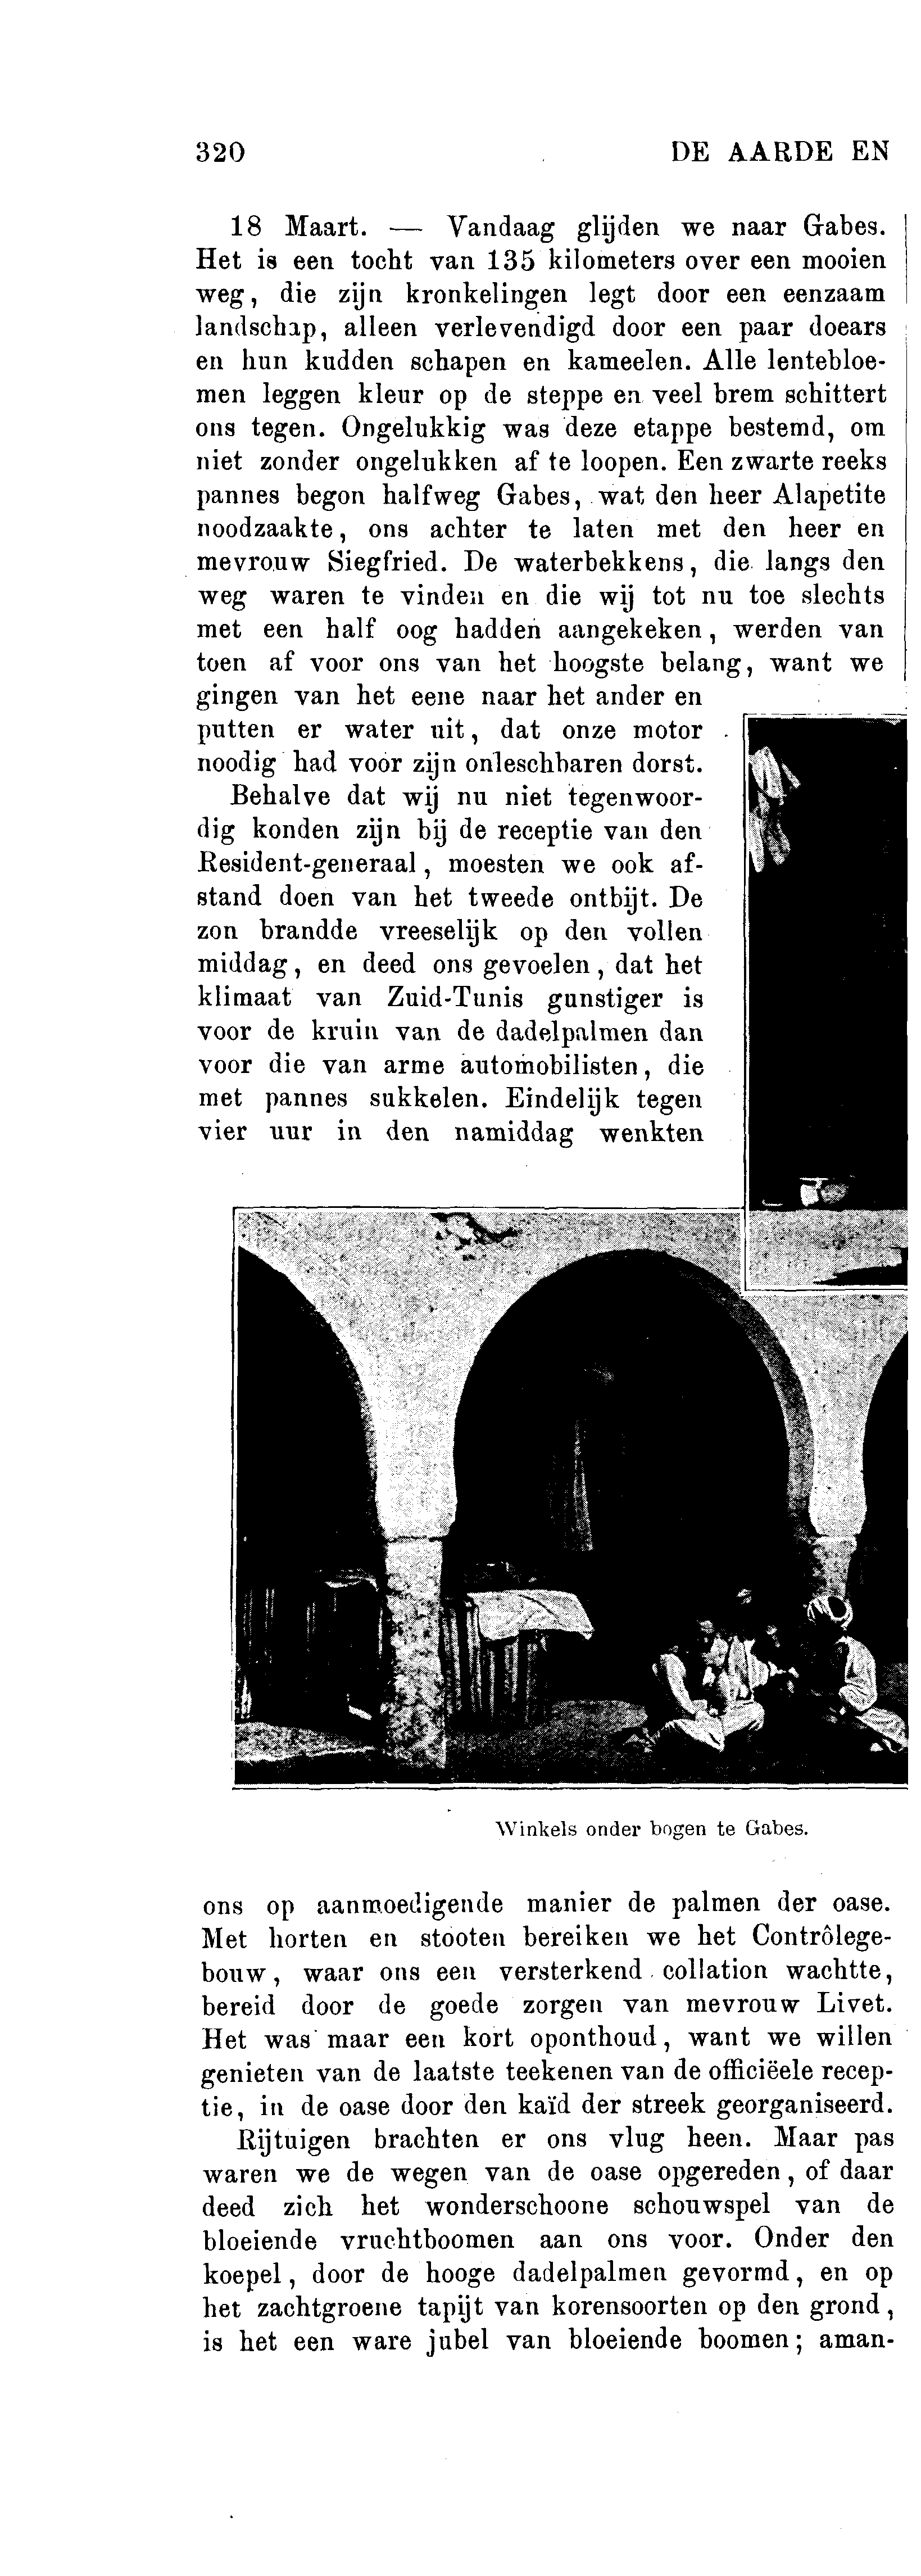 320 DE AARDE EN
18 Maart. — Vandaag glijden we naar Gabes.
Het is een tocht van 135 kilometers over een mooien
weg, die zijn kronkelingen legt door een eenzaam
landschap, alleen verlevendigd door een paar doears
en hun kudden schapen en kameelen. Alle lentebloe-
men leggen kleur op de steppe en veel brem schittert
ons tegen. Ongelukkig was deze etappe bestemd, om
niet zonder ongelukken af te loopen. Een zwarte reeks
pannes begon halfweg Gabes, wat den heer Alapetite
noodzaakte, ons achter te laten met den heer en
mevrouw Siegfried. De waterbekkens, die langs den
weg waren te vinden en die wij tot nu toe slechts
met een half oog hadden aangekeken, werden van
toen af voor ons van het hoogste belang, want we
gingen van het eene naar het ander en
putten er water uit, dat onze motor
noodig had voor zijn onleschbaren dorst.
Behalve dat wij nu niet tegenwoor-
dig konden zijn bij de receptie van den
Resident-generaal, moesten we ook af-
stand doen van het tweede ontbijt. De
zon brandde vreeselijk op den vollen
middag, en deed ons gevoelen, dat het
klimaat van Zuid-Tunis gunstiger is
voor de kruin van de dadelpalmen dan
voor die van arme automobilisten, die
met pannes sukkelen. Eindelijk tegen
vier uur in den namiddag wenkten
Winkels onder bogen te Gabes.
ons op aanmoedigende manier de palmen der oase.
Met horten en stooten bereiken we het Contrôlege-
bouw, waar ons een versterkend collation wachtte,
bereid door de goede zorgen van mevrouw Livet.
Het was maar een kort oponthoud, want we willen
genieten van de laatste teekenen van de officiëele recep-
tie, in de oase door den kaïd der streek georganiseerd.
Rijtuigen brachten er ons vlug heen. Maar pas
waren we de wegen van de oase opgereden, of daar
deed zich het wonderschoone schouwspel van de
bloeiende vruchtboomen aan ons voor. Onder den
koepel, door de hooge dadelpalmen gevormd, en op
het zachtgroene tapijt van korensoorten op den grond,
is het een ware jubel van bloeiende boomen; aman-